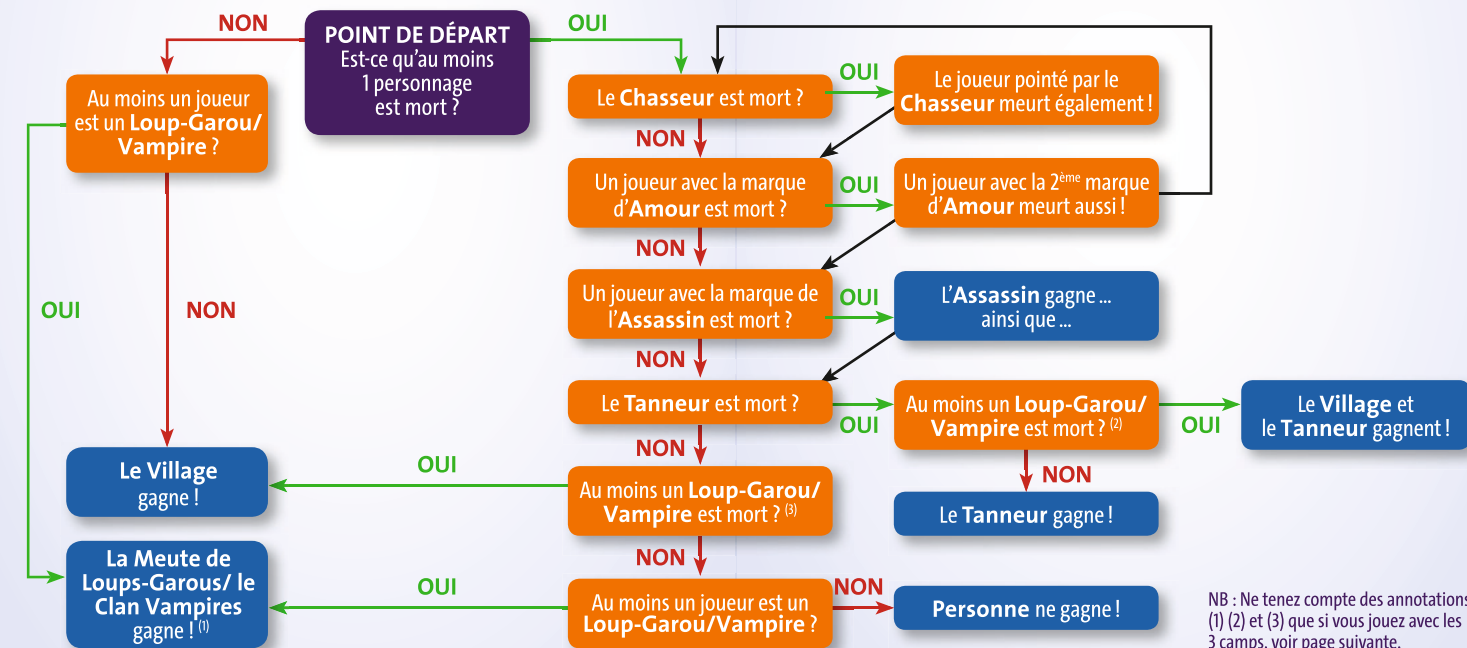 NON
POINT DE DÉPART
Est-ce qu'au moins
1 personnage
est mort ?
OUI
Au moins un joueur
est un Loup-Garou/
Vampire ?
Le Chasseur est mort ?
OUI
Le joueur pointé par le
Chasseur meurt également !
NON
Un joueur avec la marque
d'Amour est mort ?
OUI
Un joueur avec la 2ème marque
d'Amour meurt aussi !
NON
OUI
NON
Un joueur avec la marque de
l'Assassin est mort ?
OUI
L'Assassin gagne ...
ainsi que ...
NON
Le Tanneur est mort ?
OUI
Au moins un Loup-Garou/
Vampire est mort ? (2)
OUI
Le Village et
le Tanneur gagnent !
NON
NON
Le Tanneur gagne !
Le Village
gagne !
OUI
Au moins un Loup-Garou/
Vampire est mort ? (3)
NON
La Meute de
Loups-Garous/ le
Clan Vampires
gagne ! (1)
OUI
Au moins un joueur est un
Loup-Garou/Vampire ?
NON
Personne ne gagne !
NB : Ne tenez compte des annotations
(1) (2) et (3) que si vous jouez avec les
3 camps, voir page suivante.